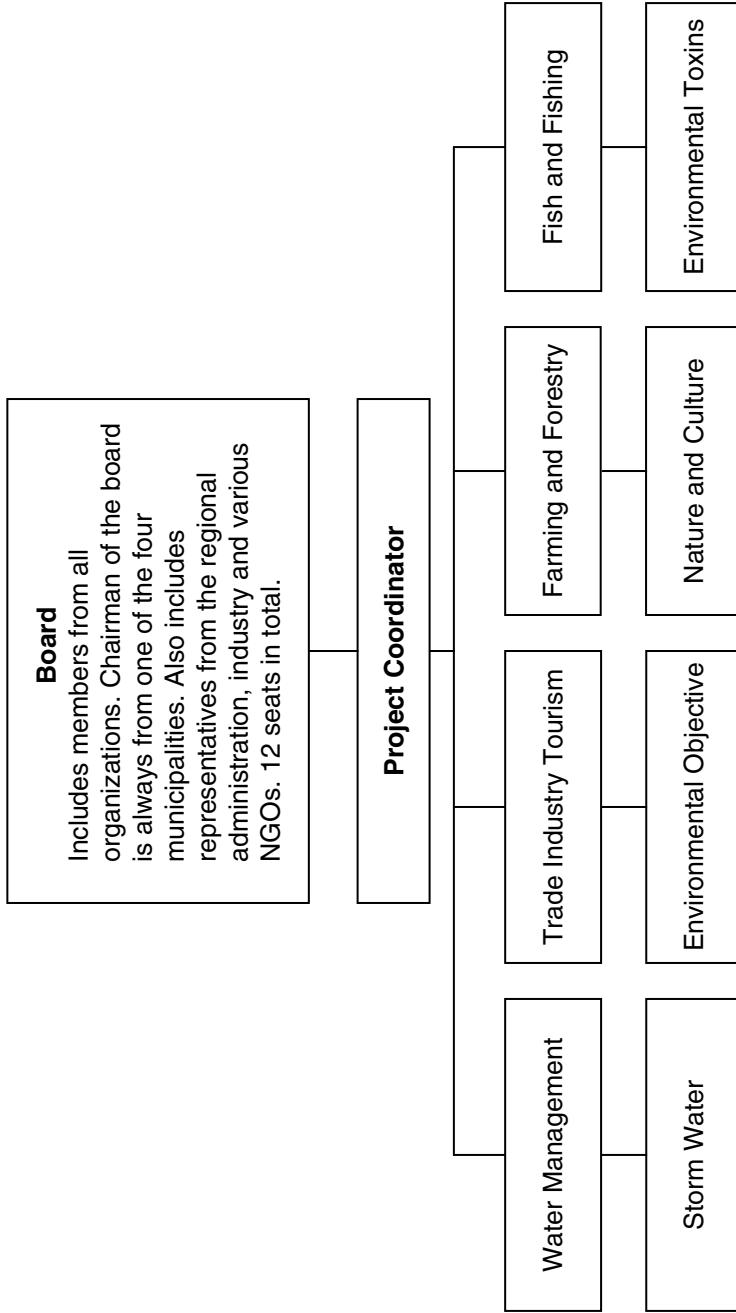 Board
Includes members from all
organizations. Chairman of the board
is always from one of the four
municipalities. Also includes
representatives from the regional
administration, industry and various
NGOs. 12 seats in total.
Project Coordinator
Water Management
Trade Industry Tourism
Farming and Forestry
Fish and Fishing
Storm Water
Environmental Objective
Nature and Culture
Environmental Toxins